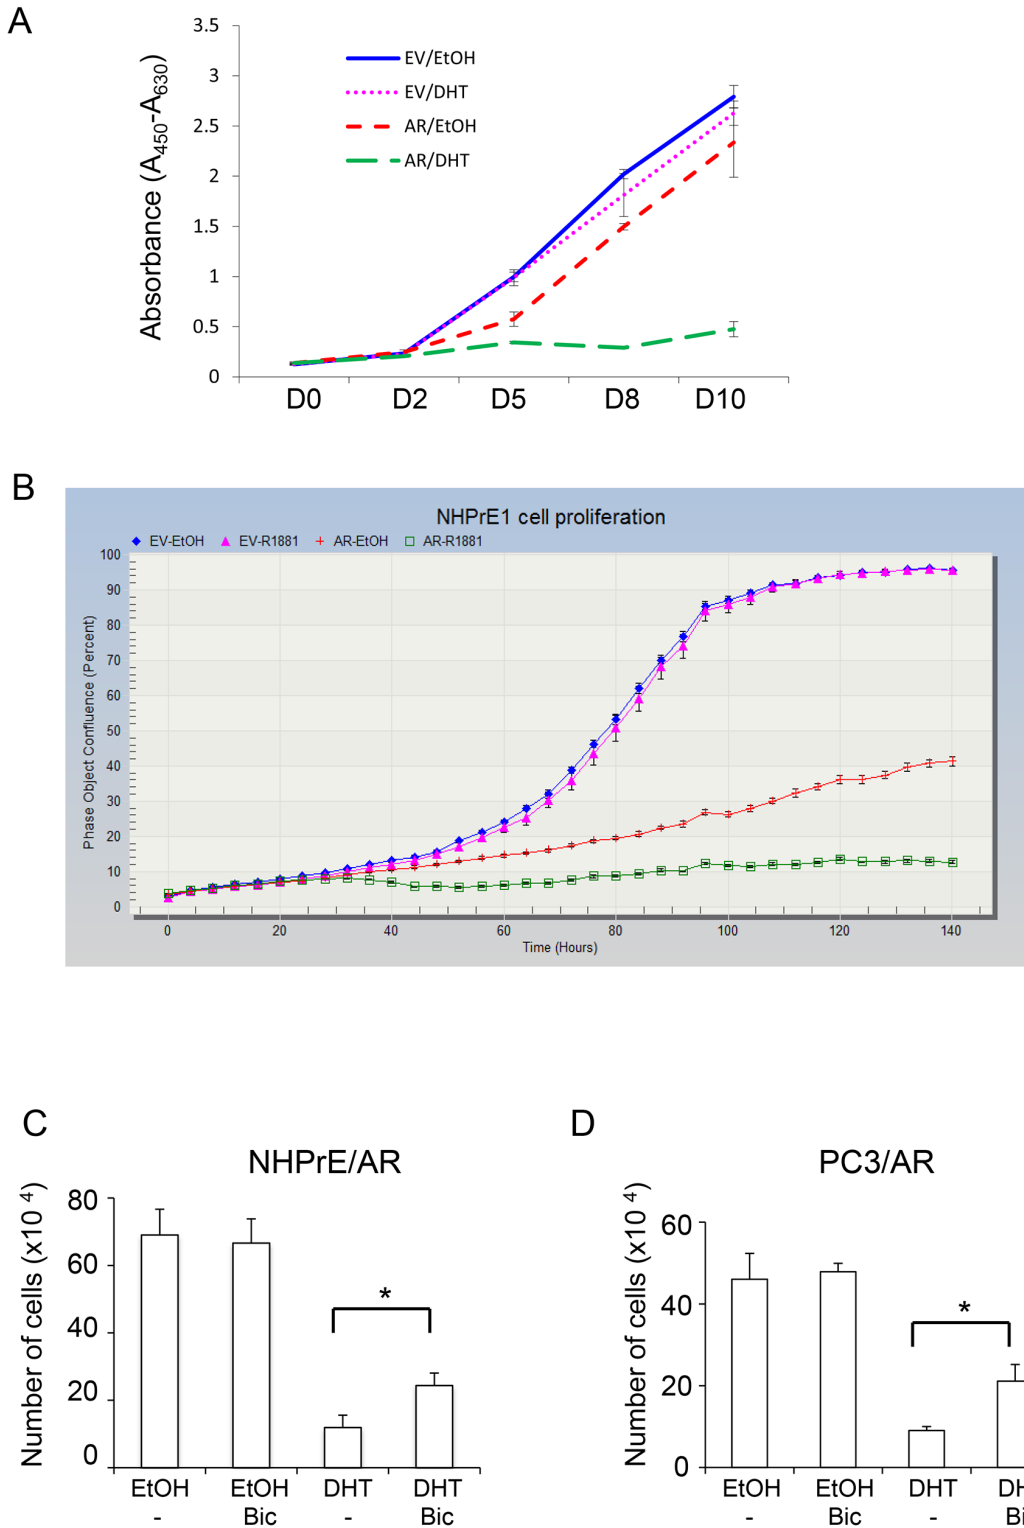 A
Absorbance (A450-A630)
3.5
3
2.5
2
1.5
1
0.5
0
EV/EtOH
EV/DHT
AR/EtOH
AR/DHT
D0 D2 D5 D8 D10
B
NHPrE1 cell proliferation
EV-EtOH EV-R1881 AR-EtOH AR-R1881
Phase Object Confluence (Percent)
100
90
80
70
60
50
40
30
20
10
0
0 20 40 60 80 100 120 140
Time (Hours)
C
NHPrE/AR
Number of cells (x10 4)
80
60
40
20
0
*
EtOH EtOH DHT DHT
- Bic - Bic
D
PC3/AR
Number of cells (x10 4)
60
40
20
0
*
EtOH EtOH DHT DH
- Bic - Bi